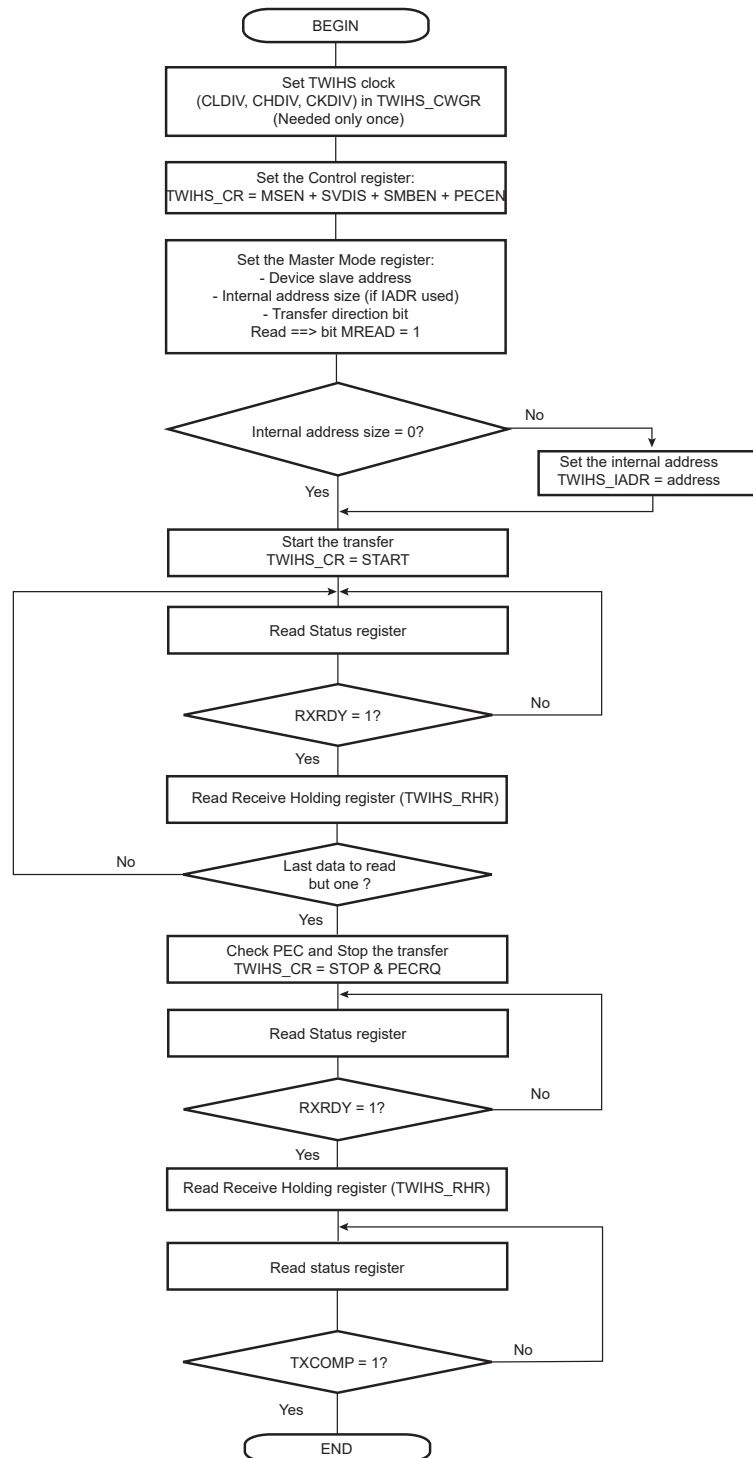 BEGIN
Set TWIHS clock
(CLDIV, CHDIV, CKDIV) in TWIHS_CWGR
(Needed only once)
Set the Control register:
TWIHS_CR = MSEN + SVDIS + SMBEN + PECEN
Set the Master Mode register:
- Device slave address
- Internal address size (if IADR used)
- Transfer direction bit
Read ==> bit MREAD = 1
Internal address size = 0?
No
Set the internal address
TWIHS_IADR = address
Yes
Start the transfer
TWIHS_CR = START
Read Status register
RXRDY = 1?
No
Yes
Read Receive Holding register (TWIHS_RHR)
No
Last data to read
but one ?
Yes
Check PEC and Stop the transfer
TWIHS_CR = STOP & PECRQ
Read Status register
RXRDY = 1?
No
Yes
Read Receive Holding register (TWIHS_RHR)
Read status register
TXCOMP = 1?
No
Yes
END